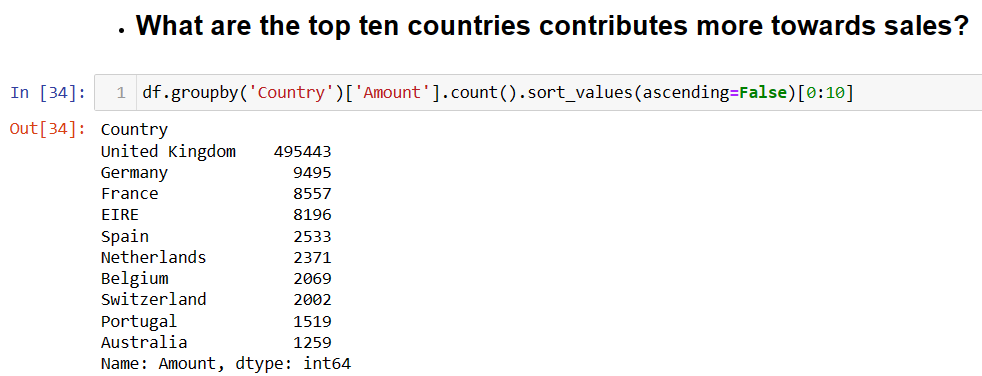 • What are the top ten countries contributes more towards sales?
In [34]: 1 df.groupby('Country')['Amount'].count().sort_values(ascending=False)[0:10]
Out[34]: Country
United Kingdom 495443
Germany 9495
France 8557
EIRE 8196
Spain 2533
Netherlands 2371
Belgium 2069
Switzerland 2002
Portugal 1519
Australia 1259
Name: Amount, dtype: int64